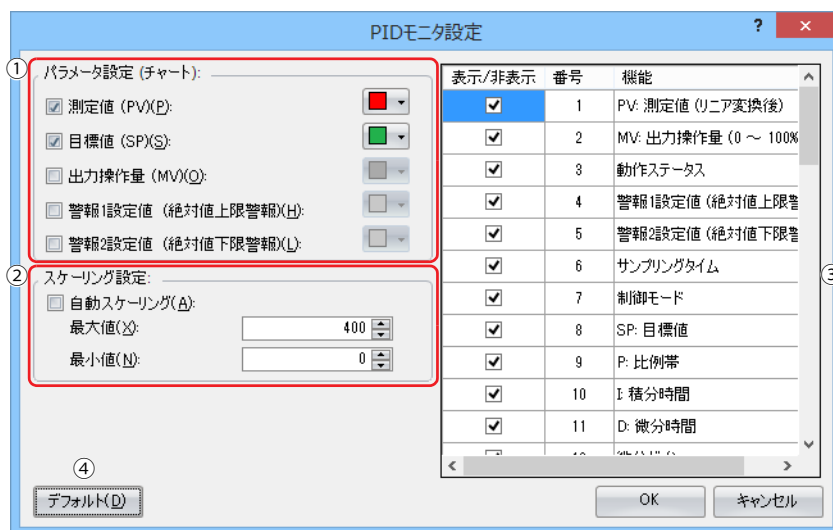 PIDモニタ設定
?
×
①
パラメータ設定 (チャート):
測定値 (PV)(P):
目標値 (SP)(S):
出力操作量 (MV)(O):
警報1設定値 (絶対値上限警報)(H):
警報2設定値 (絶対値下限警報)(L):
②
スケーリング設定:
自動スケーリング(A):
最大値(X):
400
最小値(N):
0
④
デフォルト(D)
表示/非表示 番号 機能
1 PV: 測定値 (リニア変換後)
2 MV: 出力操作量 (0 ～ 100%
3 動作ステータス
4 警報1設定値 (絶対値上限警
5 警報2設定値 (絶対値下限警
6 サンプリングタイム
7 制御モード
8 SP: 目標値
9 P: 比例帯
10 I: 積分時間
11 D: 微分時間
③
OK
キャンセル